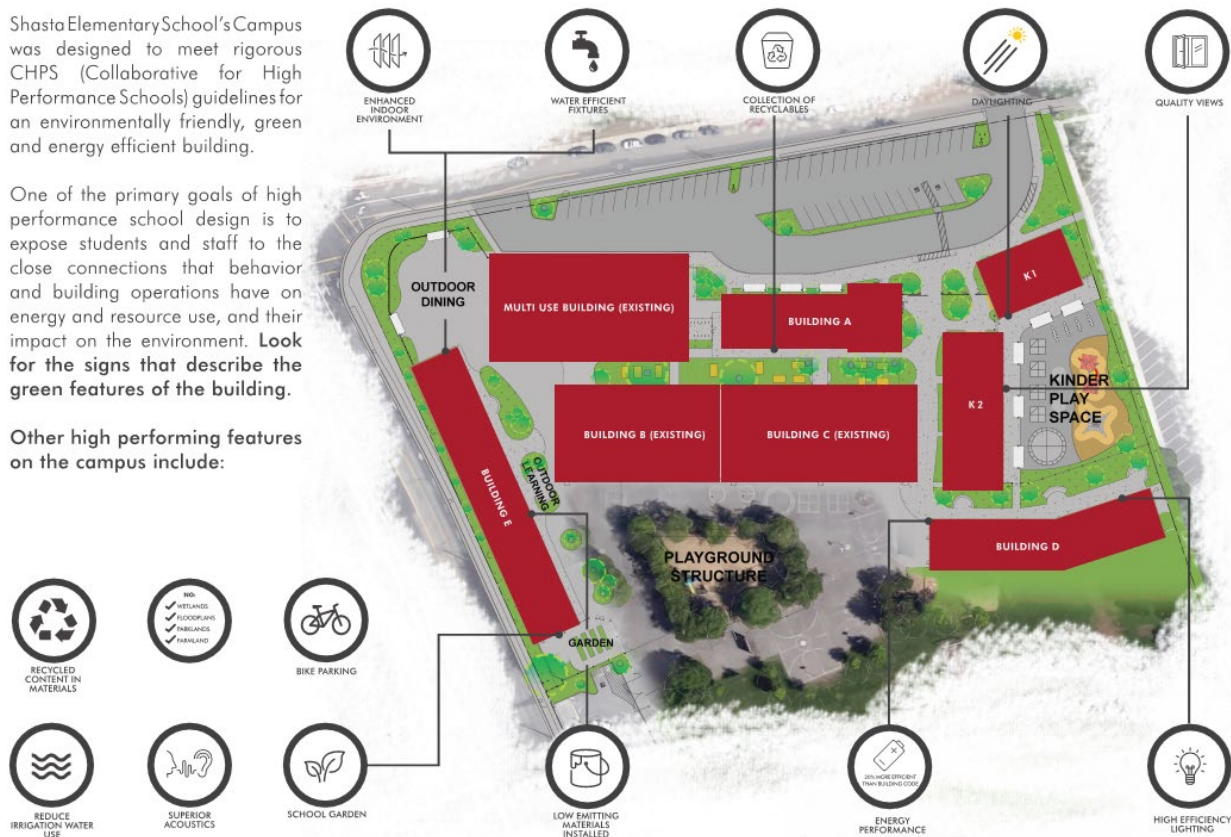 Shasta Elementary School's Campus
was designed to meet rigorous
CHPS (Collaborative for High
Performance Schools) guidelines for
an environmentally friendly, green
and energy efficient building.
One of the primary goals of high
performance school design is to
expose students and staff to the
close connections that behavior
and building operations have on
energy and resource use, and their
impact on the environment. Look
for the signs that describe the
green features of the building.
Other high performing features
on the campus include:
ENHANCED
INDOOR
ENVIRONMENT
WATER EFFICIENT
FIXTURES
COLLECTION OF
RECYCLABLES
DAYLIGHTING
QUALITY VIEWS
OUTDOOR
DINING
MULTI USE BUILDING (EXISTING)
BUILDING A
K 1
K 2
KINDER
PLAY
SPACE
BUILDING B (EXISTING)
BUILDING C (EXISTING)
BUILDING E
OUTDOOR
LEARNING
PLAYGROUND
STRUCTURE
BUILDING D
GARDEN
RECYCLED
CONTENT IN
MATERIALS
NO:
WETLANDS
FLOODPLANS
PARKLANDS
FARMLAND
BIKE PARKING
REDUCE
IRRIGATION WATER
USE
SUPERIOR
ACOUSTICS
SCHOOL GARDEN
LOW EMITTING
MATERIALS
INSTALLED
20% MORE EFFICIENT
THAN BUILDING CODE
ENERGY
PERFORMANCE
HIGH EFFICIENCY
LIGHTING